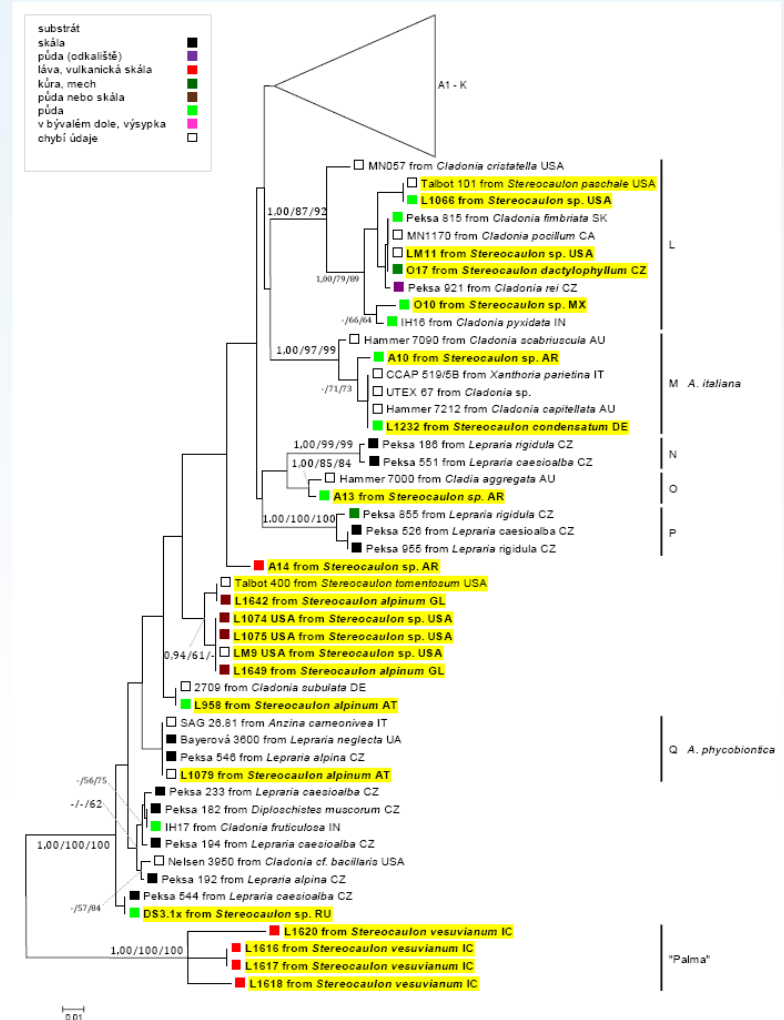 substrát
skála
půda (odkaliště)
láva, vulkanická skála
kůra, mech
půda nebo skála
půda
v bývalém dole, výsypka
chybí údaje
A1 - K
MN057 from Cladonia cristatella USA
Talbot 101 from Stereocaulon paschale USA
1,00/87/92
L1066 from Stereocaulon sp. USA
Peksa 815 from Cladonia fimbriata SK
MN1170 from Cladonia pocillum CA
L
LM11 from Stereocaulon sp. USA
O17 from Stereocaulon dactylophyllum CZ
1,00/79/89
Peksa 921 from Cladonia rei CZ
O10 from Stereocaulon sp. MX
-/66/64
IH16 from Cladonia pyxidata IN
Hammer 7090 from Cladonia scabriuscula AU
1,00/97/99
A10 from Stereocaulon sp. AR
CCAP 519/5B from Xanthoria parietina IT
M A. italiana
-/71/73
UTEX 67 from Cladonia sp.
Hammer 7212 from Cladonia capitellata AU
L1232 from Stereocaulon condensatum DE
1,00/99/99
Peksa 186 from Lepraria rigidula CZ
N
1,00/85/84
Peksa 551 from Lepraria caesioalba CZ
Hammer 7000 from Cladia aggregata AU
O
A13 from Stereocaulon sp. AR
1,00/100/100
Peksa 855 from Lepraria rigidula CZ
Peksa 526 from Lepraria caesioalba CZ
P
Peksa 955 from Lepraria rigidula CZ
A14 from Stereocaulon sp. AR
Talbot 400 from Stereocaulon tomentosum USA
L1642 from Stereocaulon alpinum GL
L1074 USA from Stereocaulon sp. USA
L1075 USA from Stereocaulon sp. USA
0,94/61/-
LM9 USA from Stereocaulon sp. USA
L1649 from Stereocaulon alpinum GL
2709 from Cladonia subulata DE
L958 from Stereocaulon alpinum AT
SAG 26.81 from Anzina carneonivea IT
Bayerová 3600 from Lepraria neglecta UA
Q A. phycobiontica
Peksa 546 from Lepraria alpina CZ
L1079 from Stereocaulon alpinum AT
-/56/75
Peksa 233 from Lepraria caesioalba CZ
-/-/62
Peksa 182 from Diploschistes muscorum CZ
IH17 from Cladonia fruticulosa IN
1,00/100/100
Peksa 194 from Lepraria caesioalba CZ
Nelsen 3950 from Cladonia cf. bacillaris USA
Peksa 192 from Lepraria alpina CZ
Peksa 544 from Lepraria caesioalba CZ
-/57/84
DS3.1x from Stereocaulon sp. RU
L1620 from Stereocaulon vesuvianum IC
1,00/100/100
L1616 from Stereocaulon vesuvianum IC
L1617 from Stereocaulon vesuvianum IC
"Palma"
L1618 from Stereocaulon vesuvianum IC
0.01